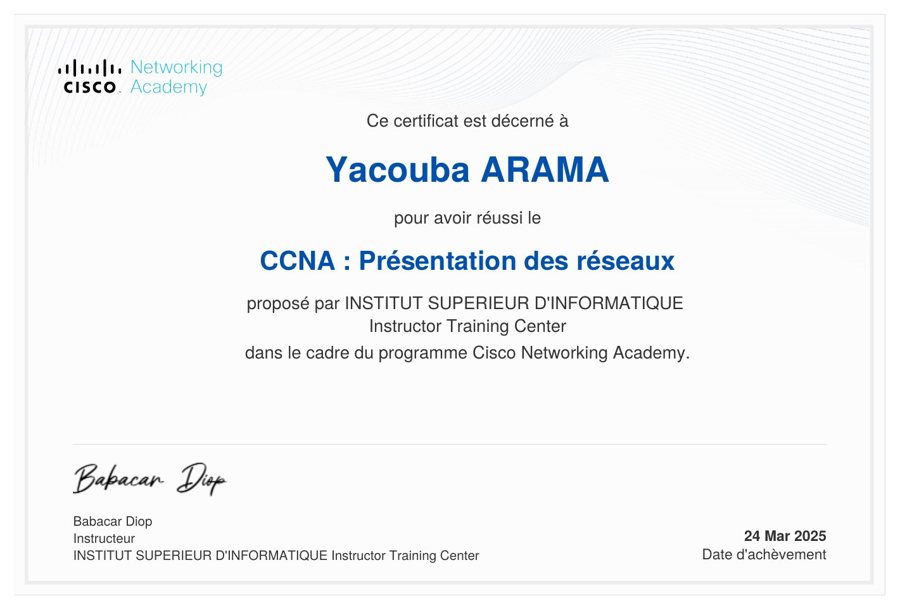 Networking
CISCO. Academy
Ce certificat est décerné à
Yacouba ARAMA
pour avoir réussi le
CCNA : Présentation des réseaux
proposé par INSTITUT SUPERIEUR D'INFORMATIQUE
Instructor Training Center
dans le cadre du programme Cisco Networking Academy.
Babacar Diop
Babacar Diop
Instructeur
INSTITUT SUPERIEUR D'INFORMATIQUE Instructor Training Center
24 Mar 2025
Date d'achèvement